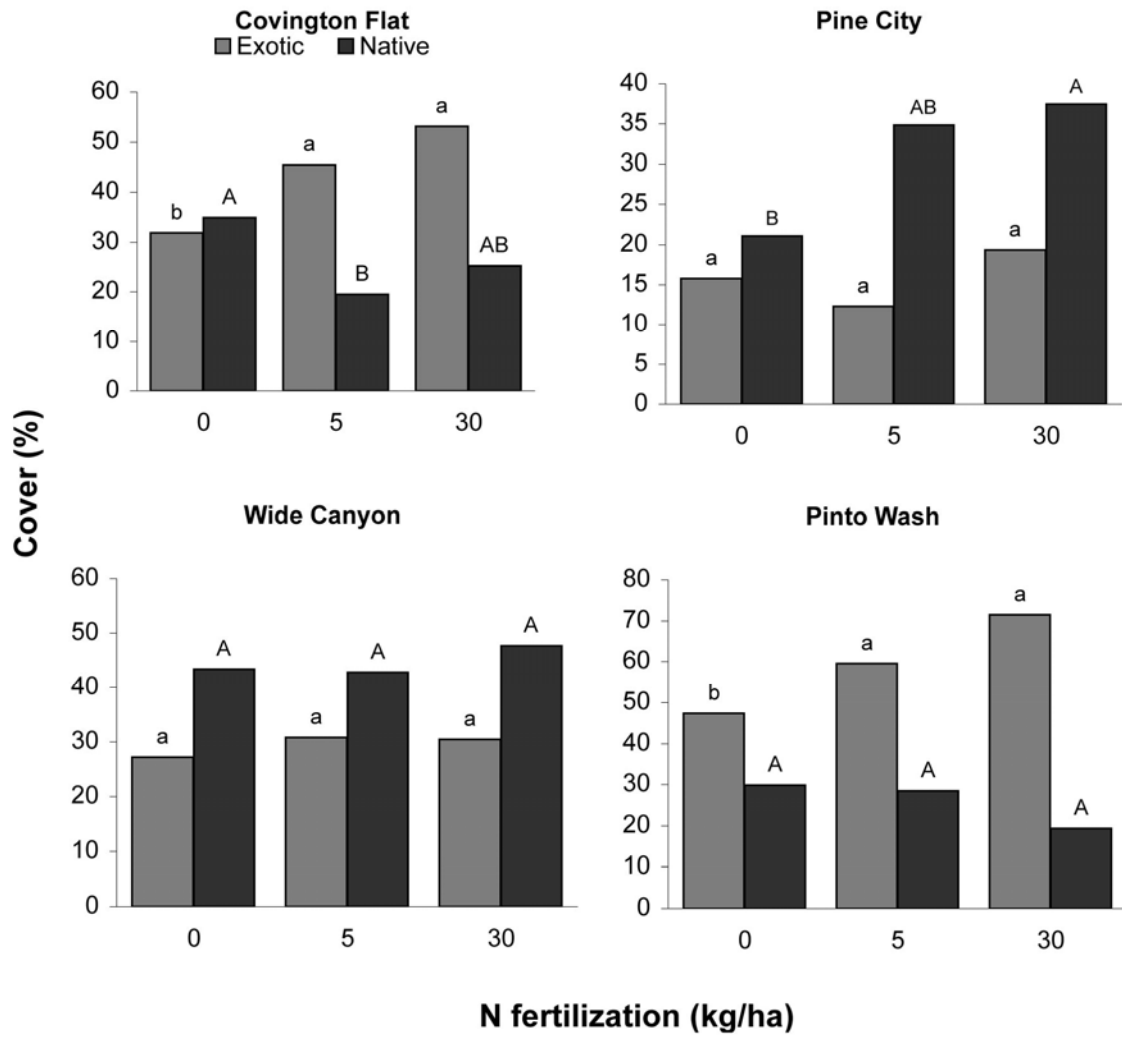 Covington Flat
Exotic Native
60
50
40
30
20
10
0
b
A
a
B
a
AB
0 5 30
Pine City
40
35
30
25
20
15
10
5
0
a
B
a
AB
a
A
0 5 30
Cover (%)
Wide Canyon
60
50
40
30
20
10
0
a
A
a
A
a
A
0 5 30
Pinto Wash
80
70
60
50
40
30
20
10
0
b
A
a
A
a
A
0 5 30
N fertilization (kg/ha)